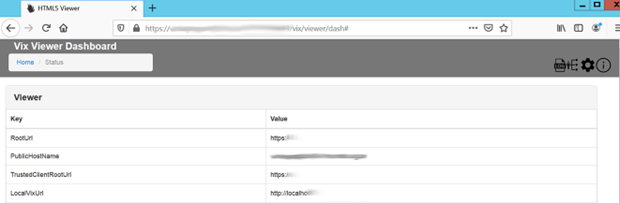 HTML5 Viewer
https://
/vix/viewer/dash#
Vix Viewer Dashboard
Home / Status
Viewer
Key Value
RootUrl https:
PublicHostName
TrustedClientRootUrl https:
LocalVixUrl http://localho